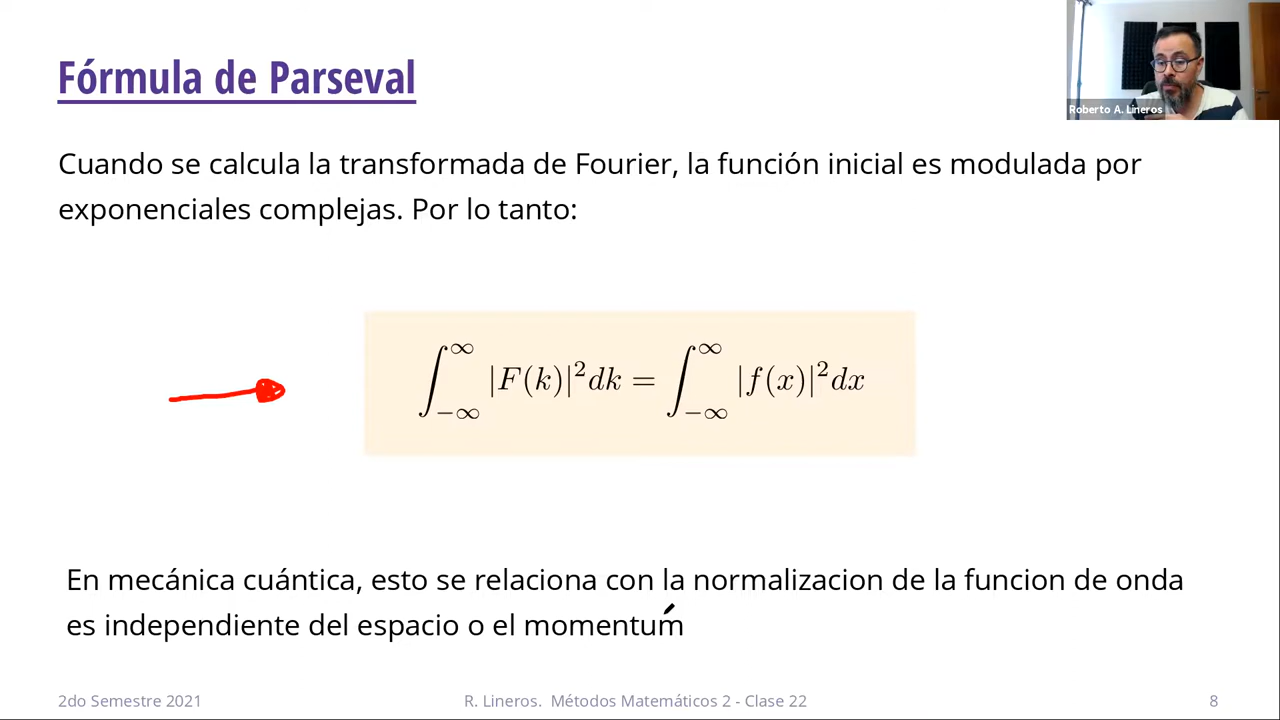 Fórmula de Parseval
Roberto A. Lineros
Cuando se calcula la transformada de Fourier, la función inicial es modulada por
exponenciales complejas. Por lo tanto:
∫_{-∞}^{∞} |F(k)|² dk = ∫_{-∞}^{∞} |f(x)|² dx
En mecánica cuántica, esto se relaciona con la normalizacion de la funcion de onda
es independiente del espacio o el momentum
2do Semestre 2021
R. Lineros. Métodos Matemáticos 2 - Clase 22
8